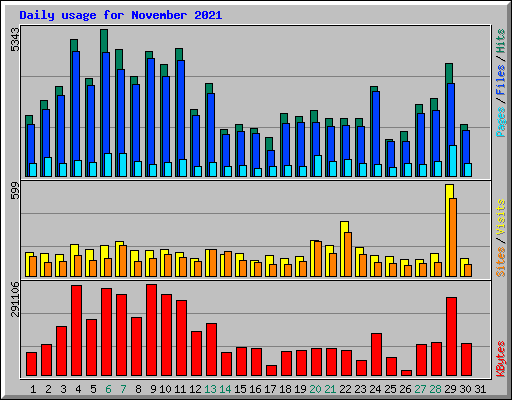 Daily usage for November 2021
5343
Pages / Files / Hits
599
Sites / Visits
291106
KBytes
1 2 3 4 5 6 7 8 9 10 11 12 13 14 15 16 17 18 19 20 21 22 23 24 25 26 27 28 29 30 31